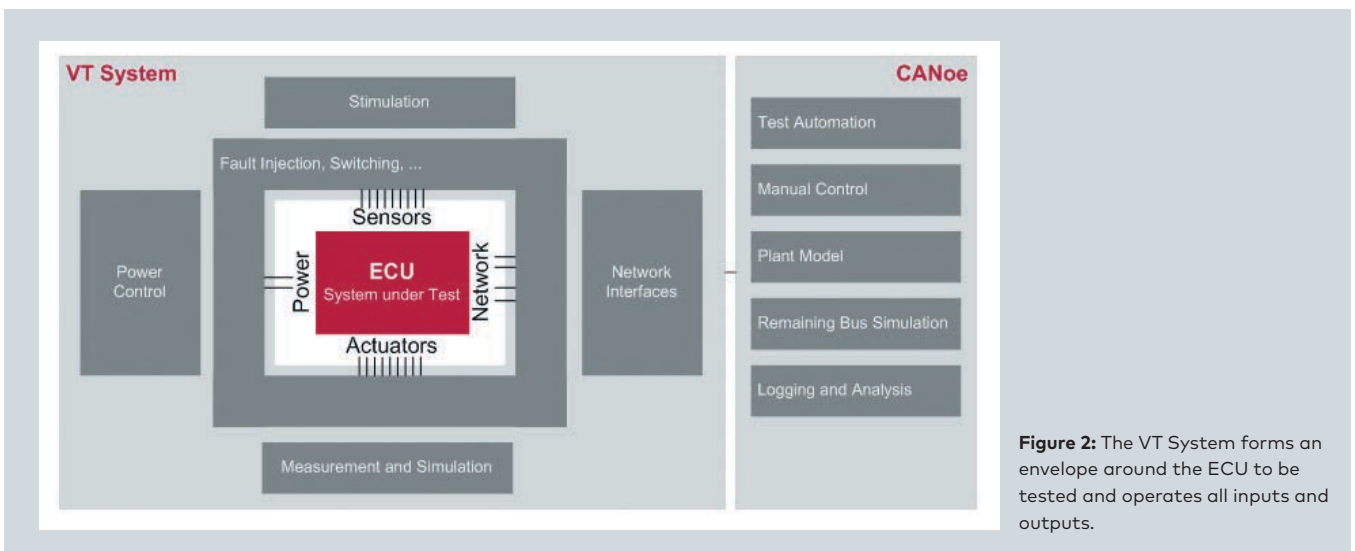 VT System
CANoe
Stimulation
Fault Injection, Switching, ...
Sensors
Power
Control
Power
ECU
System under Test
Network
Actuators
Network
Interfaces
Measurement and Simulation
Test Automation
Manual Control
Plant Model
Remaining Bus Simulation
Logging and Analysis
Figure 2: The VT System forms an
envelope around the ECU to be
tested and operates all inputs and
outputs.